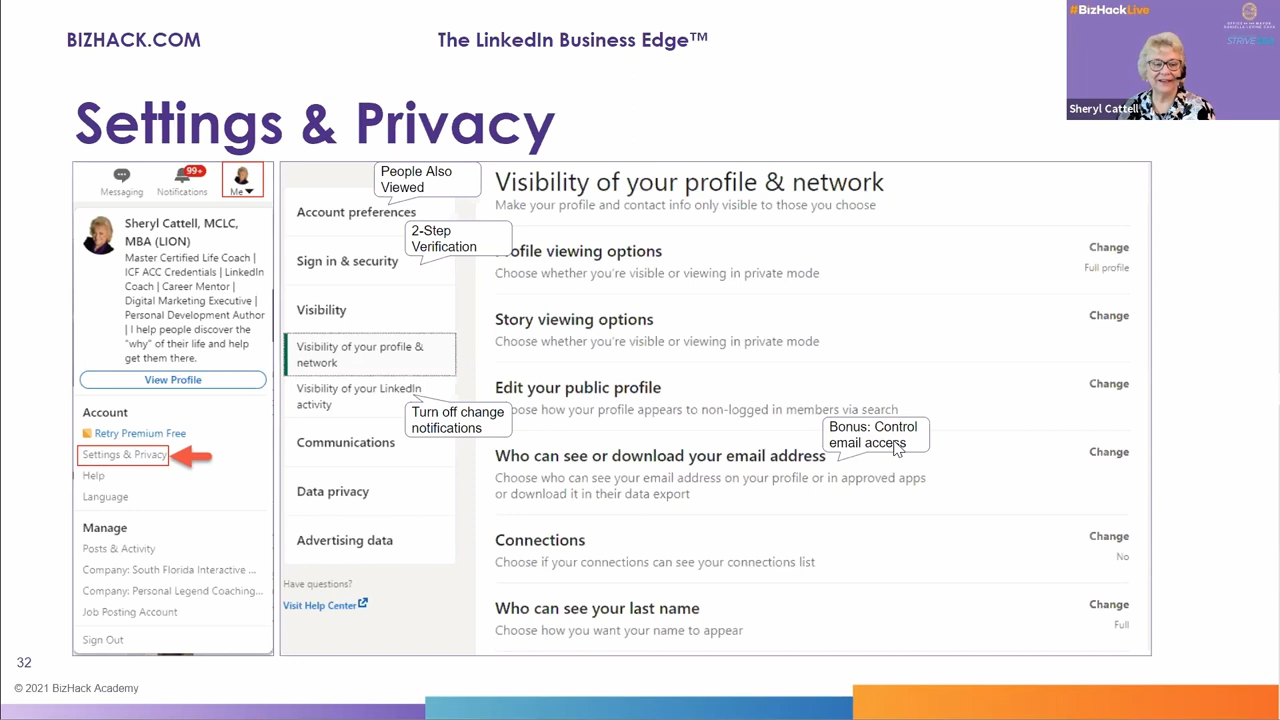 BIZHACK.COM
The LinkedIn Business Edge™
#BizHackLive
OFFICE OF THE MAYOR
DANIELLA LEVINE CAVA
Sheryl Cattell
Settings & Privacy
Messaging
99+
Notifications
Me
Sheryl Cattell, MCLC,
MBA (LION)
Master Certified Life Coach |
ICF ACC Credentials | LinkedIn
Coach | Career Mentor |
Digital Marketing Executive |
Personal Development Author
| I help people discover the
"why" of their life and help
get them there.
View Profile
Account
Retry Premium Free
Settings & Privacy
Help
Language
Manage
Posts & Activity
Company: South Florida Interactive ...
Company: Personal Legend Coaching...
Job Posting Account
Sign Out
People Also
Viewed
Account preferences
2-Step
Verification
Sign in & security
Visibility
Visibility of your profile &
network
Visibility of your LinkedIn
activity
Turn off change
notifications
Communications
Data privacy
Advertising data
Have questions?
Visit Help Center
Visibility of your profile & network
Make your profile and contact info only visible to those you choose
ofile viewing options
Change
Choose whether you're visible or viewing in private mode
Full profile
Story viewing options
Change
Choose whether you're visible or viewing in private mode
Edit your public profile
Change
oose how your profile appears to non-logged in members via search
Bonus: Control
email access
Who can see or download your email address
Change
Choose who can see your email address on your profile or in approved apps
or download it in their data export
Connections
Change
Choose if your connections can see your connections list
No
Who can see your last name
Change
Choose how you want your name to appear
Full
32
© 2021 BizHack Academy